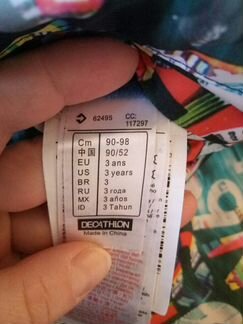 62495 CC: 117297
Cm 90-98
中国 90/52
EU 3 ans
US 3 years
BR 3
RU 3 года
MX 3 años
ID 3 Tahun
DECATHLON
Made in China